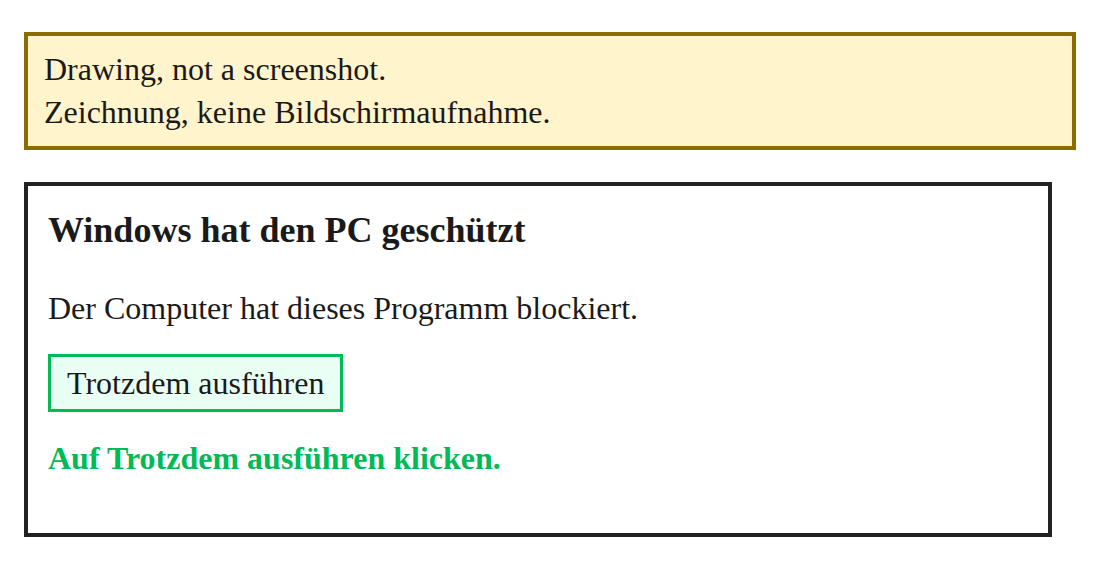 Drawing, not a screenshot.
Zeichnung, keine Bildschirmaufnahme.
Windows hat den PC geschützt
Der Computer hat dieses Programm blockiert.
Trotzdem ausführen
Auf Trotzdem ausführen klicken.